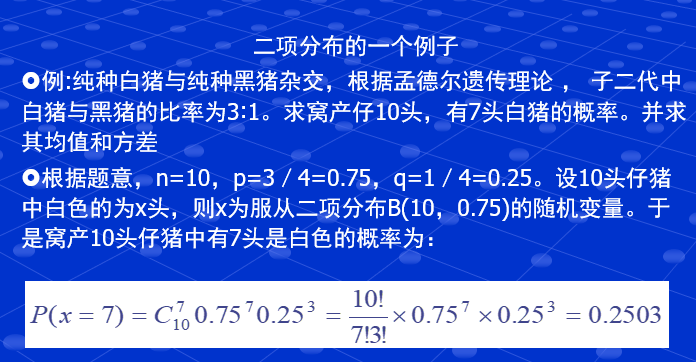 二项分布的一个例子
例:纯种白猪与纯种黑猪杂交，根据孟德尔遗传理论 ， 子二代中
白猪与黑猪的比率为3∶1。求窝产仔10头，有7头白猪的概率。并求
其均值和方差
根据题意，n=10，p=3／4=0.75，q=1／4=0.25。设10头仔猪
中白色的为x头，则x为服从二项分布B(10，0.75)的随机变量。于
是窝产10头仔猪中有7头是白色的概率为：
P(x = 7) = C_{10}^{7} 0.75^7 0.25^3 = \frac{10!}{7!3!} × 0.75^7 × 0.25^3 = 0.2503